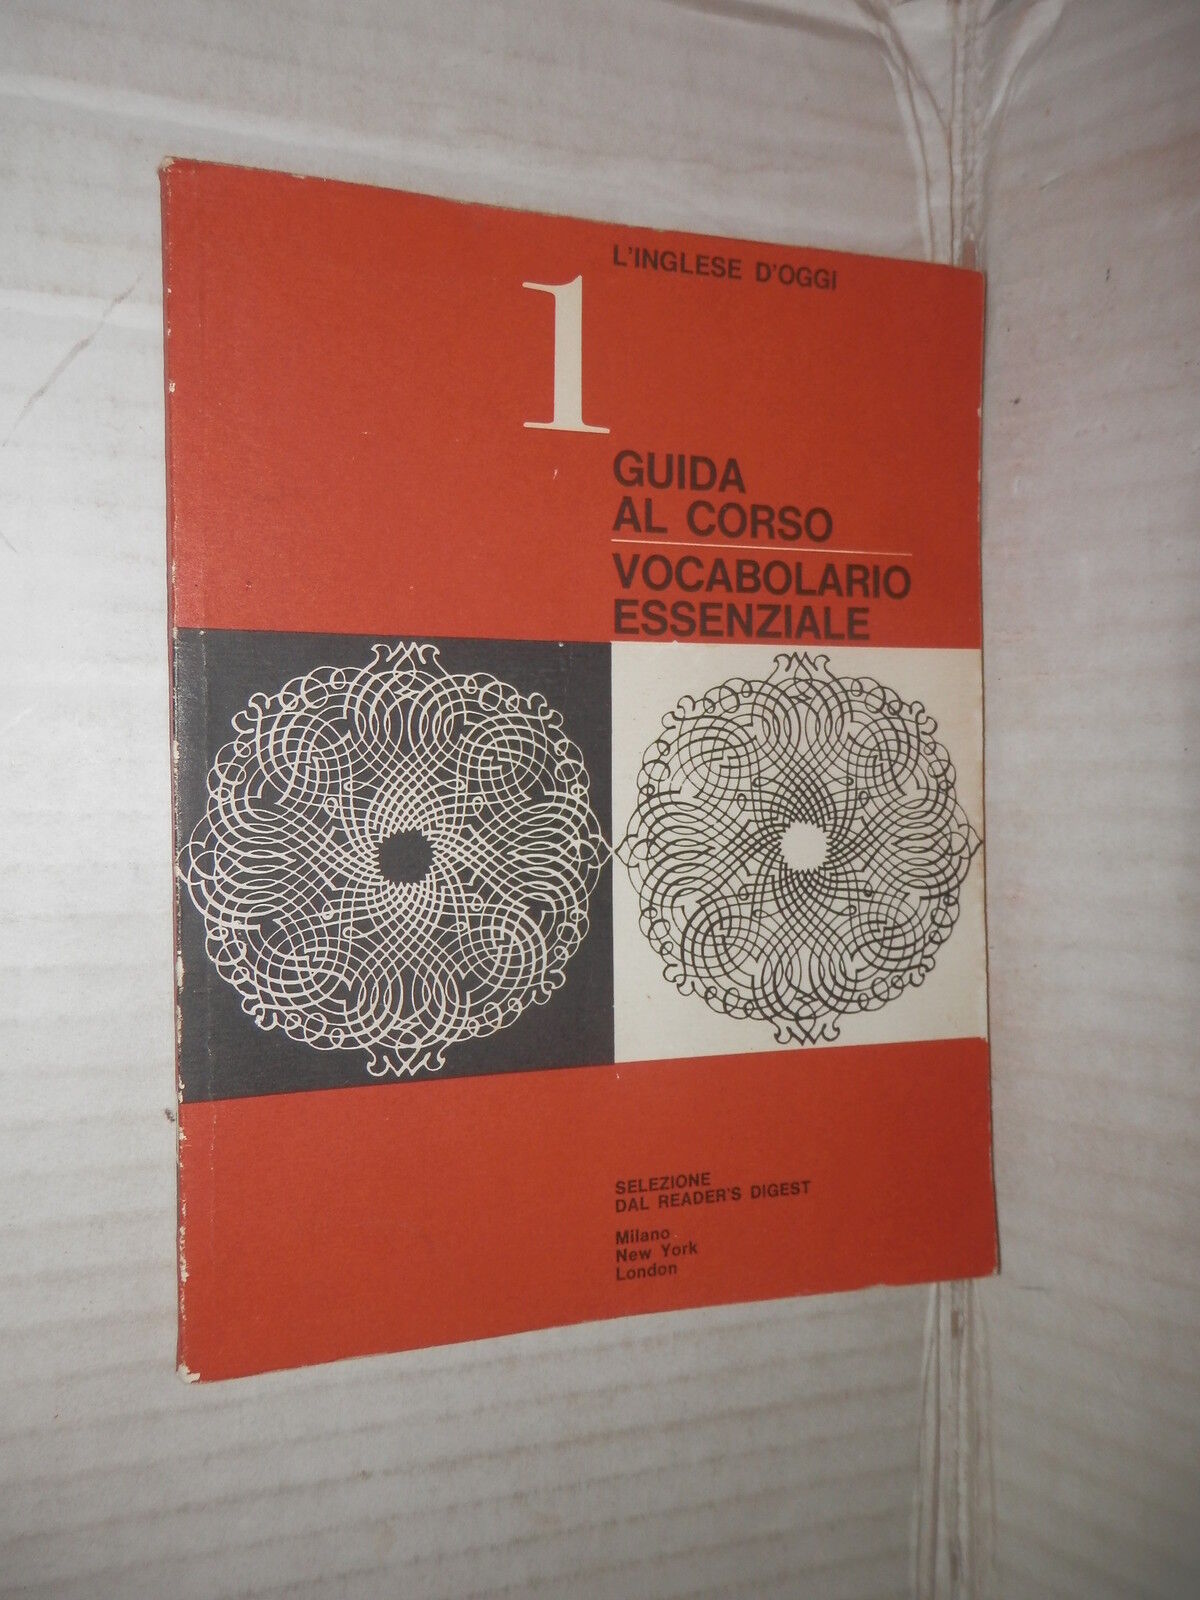 L'INGLESE D'OGGI
1
GUIDA
AL CORSO
VOCABOLARIO
ESSENZIALE
SELEZIONE
DAL READER'S DIGEST
Milano
New York
London